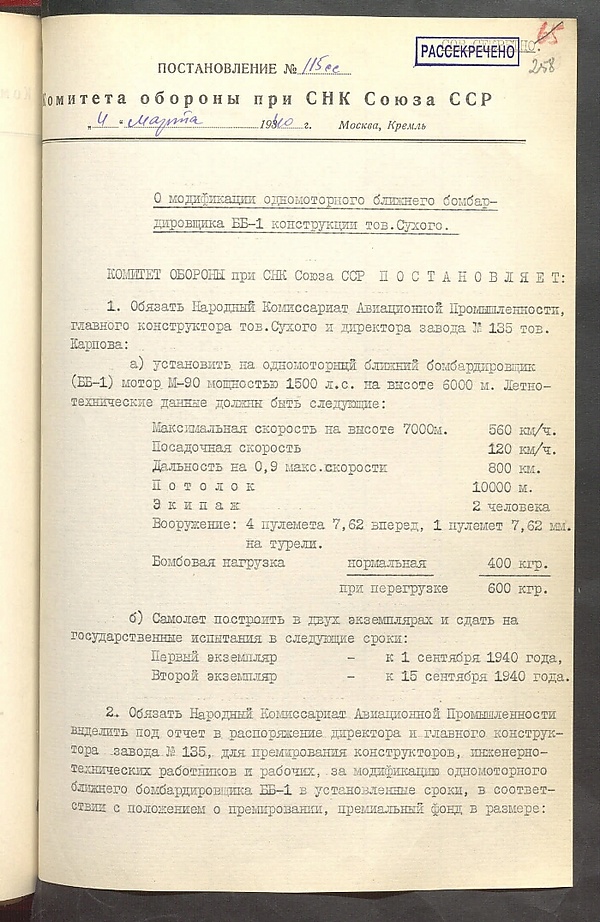 65
СОВ.СЕКРЕТНО.
РАССЕКРЕЧЕНО
258
ПОСТАНОВЛЕНИЕ № 115сс
Комитета обороны при СНК Союза ССР
„4“ марта 1940 г. Москва, Кремль
О модификации одномоторного ближнего бомбар-
дировщика ББ-1 конструкции тов.Сухого.
КОМИТЕТ ОБОРОНЫ при СНК Союза ССР П О С Т А Н О В Л Я Е Т:
1. Обязать Народный Комиссариат Авиационной Промышленности,
главного конструктора тов.Сухого и директора завода № 135 тов.
Карпова:
а) установить на одномоторнцй ближний бомбардировщик
(ББ-1) мотор М-90 мощностью 1500 л.с. на высоте 6000 м. Летно-
технические данные должны быть следующие:
Максимальная скорость на высоте 7000м. 560 км/ч.
Посадочная скорость 120 км/ч.
Дальность на 0,9 макс.скорости 800 км.
П о т о л о к 10000 м.
Э к и п а ж 2 человека
Вооружение: 4 пулемета 7,62 вперед, 1 пулемет 7,62 мм.
на турели.
Бомбовая нагрузка нормальная 400 кгр.
при перегрузке 600 кгр.
б) Самолет построить в двух экземплярах и сдать на
государственные испытания в следующие сроки:
Первый экземпляр - к 1 сентября 1940 года,
Второй экземпляр - к 15 сентября 1940 года.
2. Обязать Народный Комиссариат Авиационной Промышленности
выделить под отчет в распоряжение директора и главного конструк-
тора завода № 135, для премирования конструкторов, инженерно-
технических работников и рабочих, за модификацию одномоторного
ближнего бомбардировщика ББ-1 в установленные сроки, в соответ-
ствии с положением о премировании, премиальный фонд в размере: